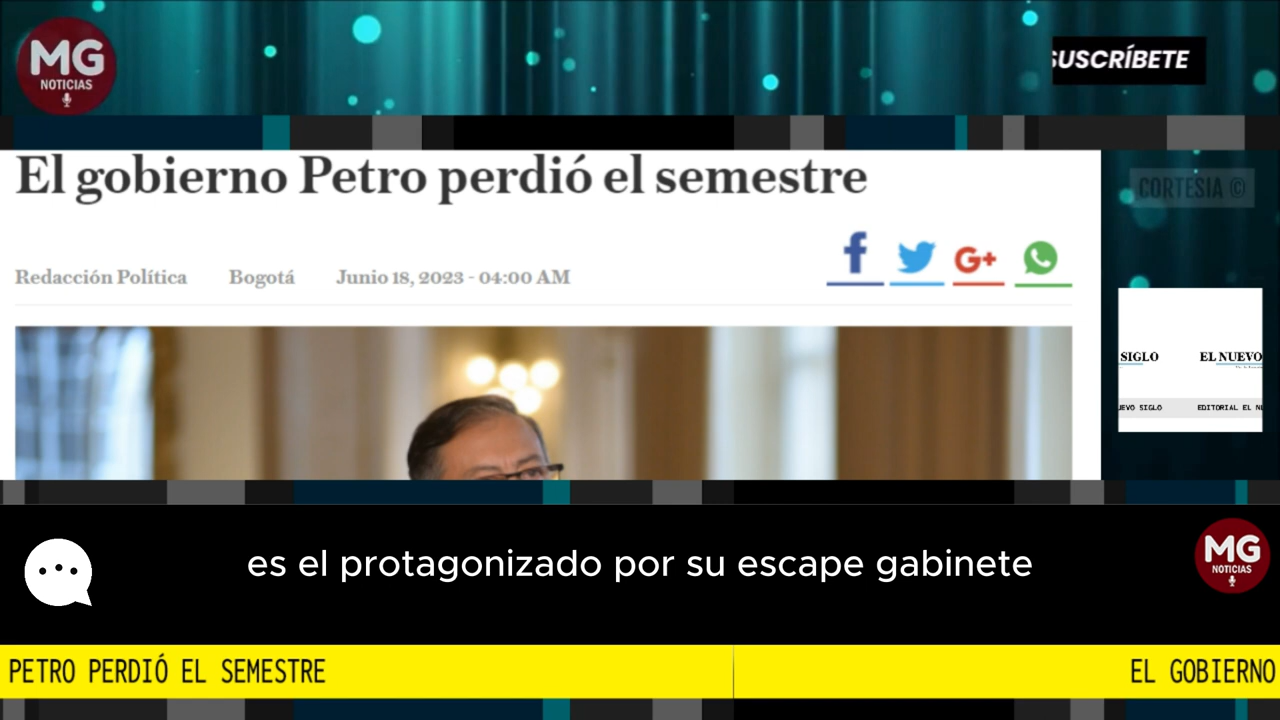 MG
NOTICIAS
SUSCRÍBETE
El gobierno Petro perdió el semestre
CORTESIA ©
Redacción Política Bogotá Junio 18, 2023 - 04:00 AM
G+
SIGLO EL NUEVO
UEVO SIGLO EDITORIAL EL N
es el protagonizado por su escape gabinete
MG
NOTICIAS
PETRO PERDIÓ EL SEMESTRE EL GOBIERNO